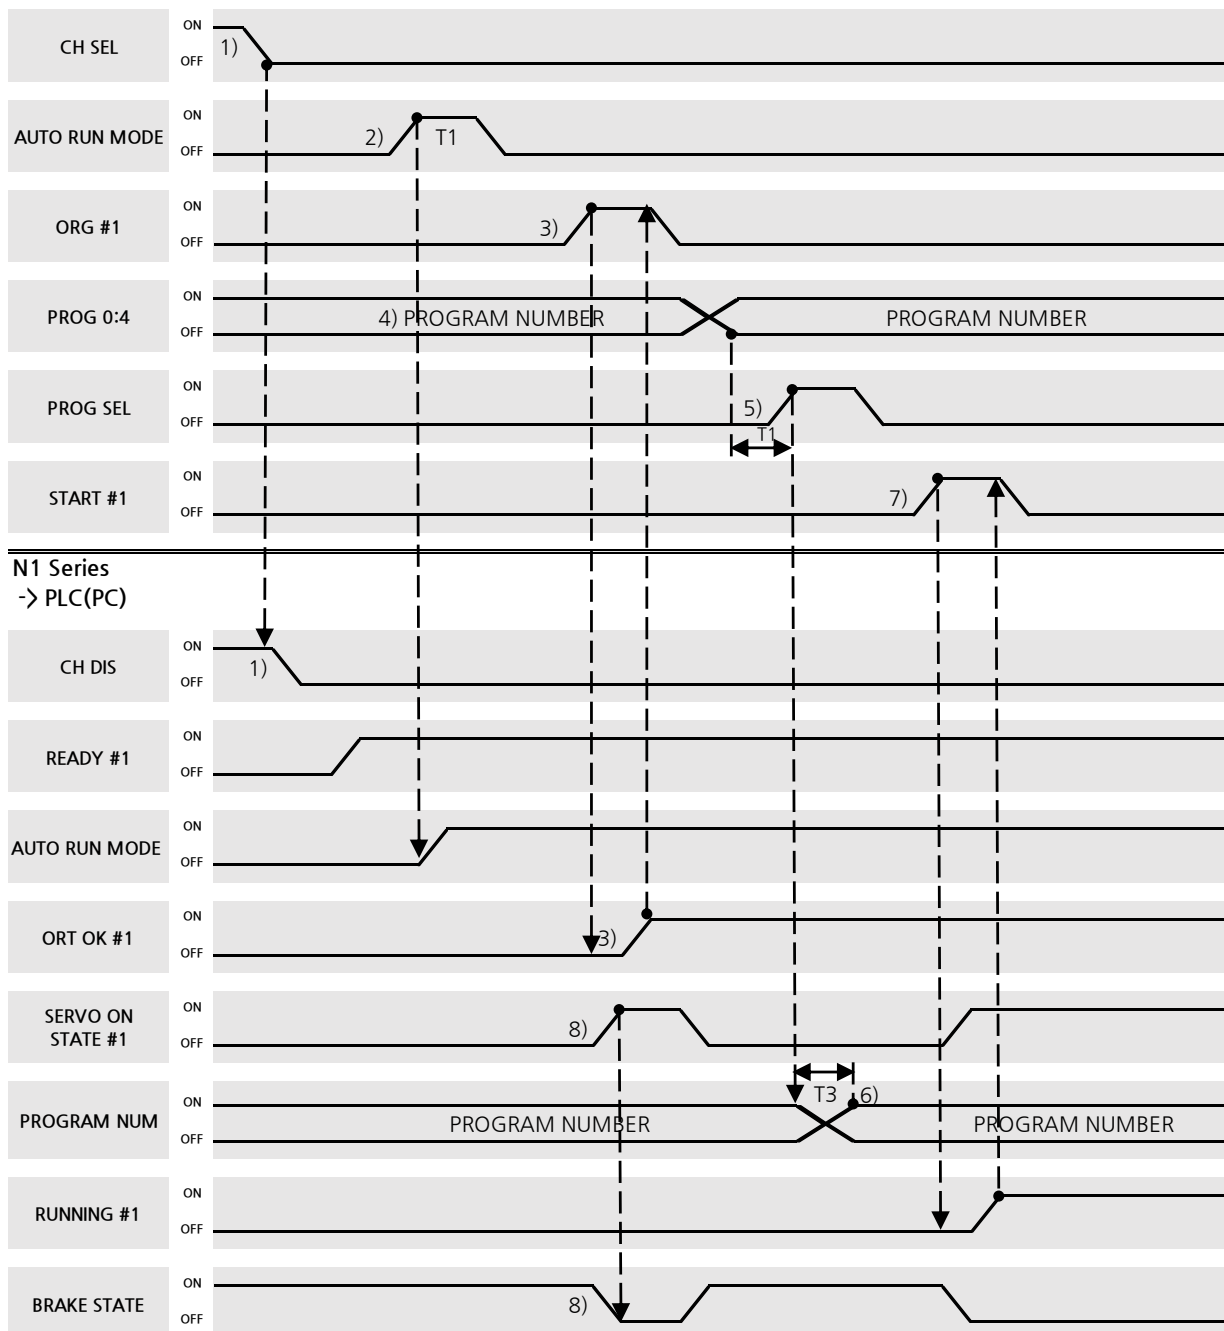 ON
CH SEL
1)
OFF
ON
AUTO RUN MODE
2)
T1
OFF
ON
ORG #1
3)
OFF
ON
PROG 0:4
4) PROGRAM NUMBER
PROGRAM NUMBER
OFF
ON
PROG SEL
5)
OFF
T1
ON
START #1
7)
OFF
N1 Series
-> PLC(PC)
ON
CH DIS
1)
OFF
ON
READY #1
OFF
ON
AUTO RUN MODE
OFF
ON
ORT OK #1
3)
OFF
ON
SERVO ON
STATE #1
8)
OFF
ON
T3
6)
PROGRAM NUM
PROGRAM NUMBER
PROGRAM NUMBER
OFF
ON
RUNNING #1
OFF
ON
BRAKE STATE
8)
OFF